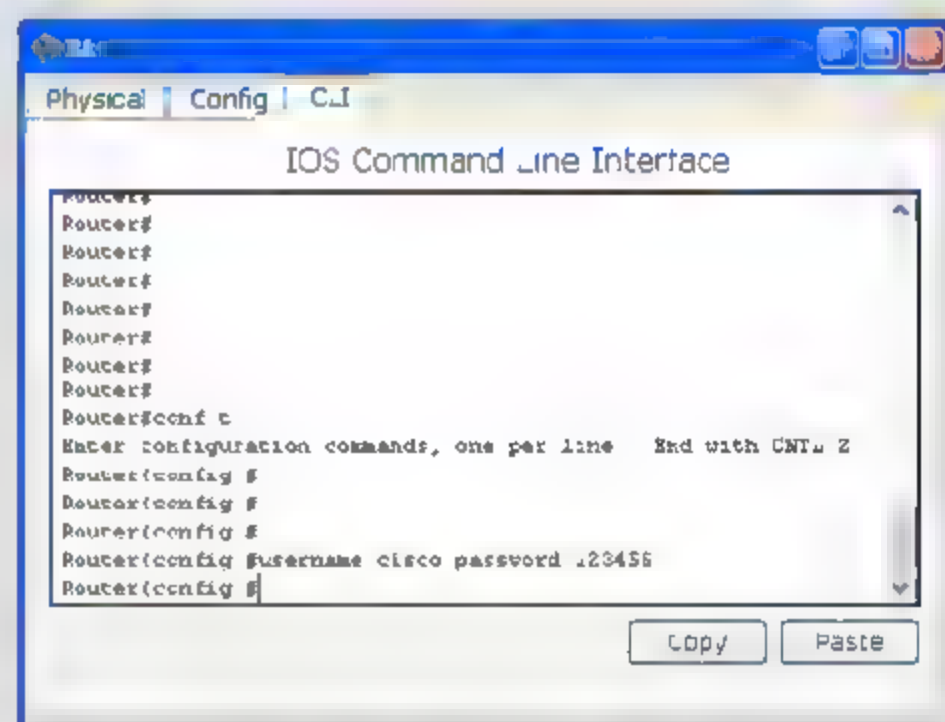 Physical Config CLI
IOS Command Line Interface
Router#
Router#
Router#
Router#
Router#
Router#
Router#
Router#
Router#conf t
Enter configuration commands, one per line  End with CNTL Z
Router(config #
Router(config #
Router(config #
Router(config #username cisco password 123456
Router(config #
Copy Paste